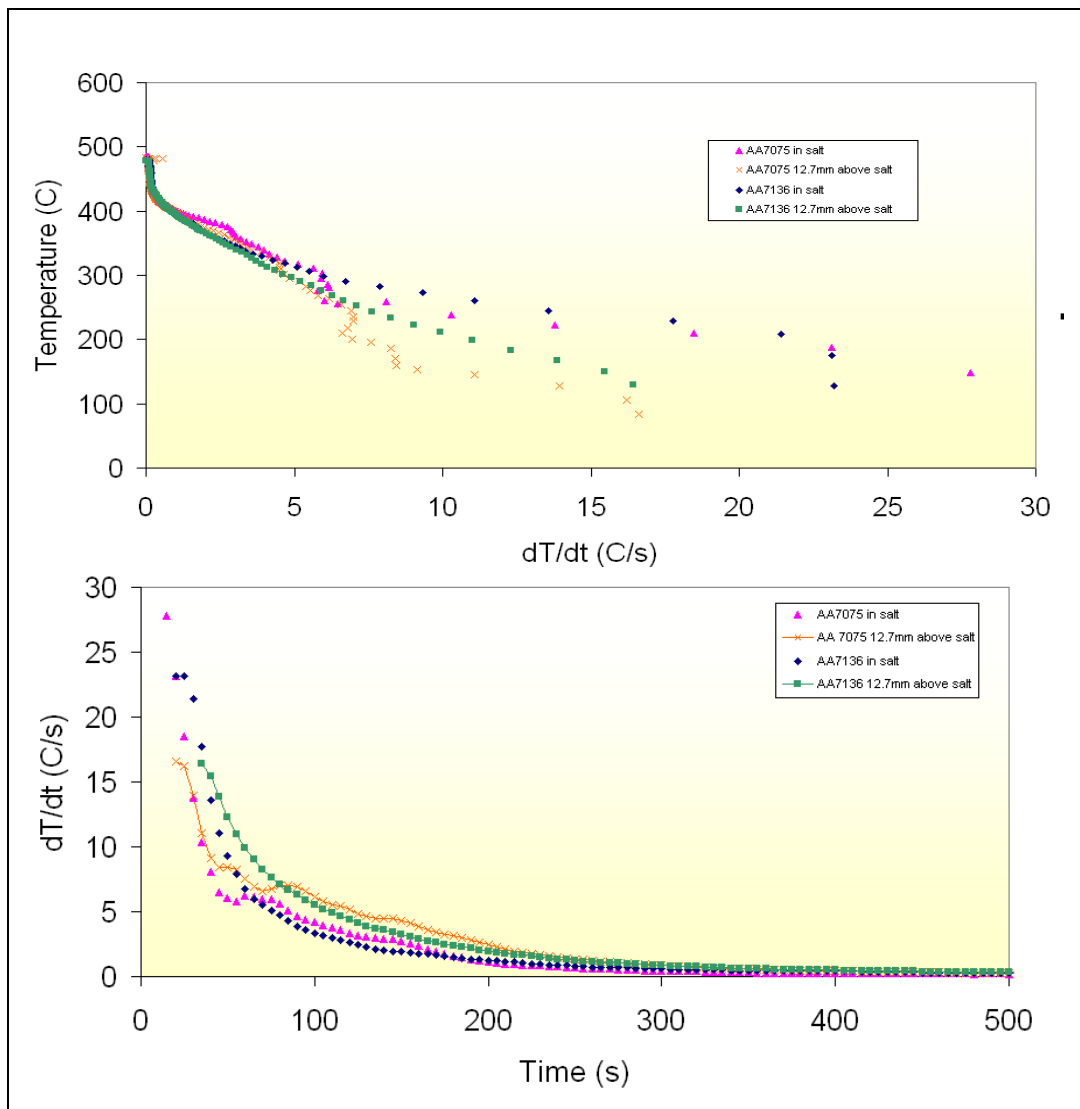 600
500
400
300
200
100
0
Temperature (C)
AA7075 in salt
AA7075 12.7mm above salt
AA7136 in salt
AA7136 12.7mm above salt
0 5 10 15 20 25 30
dT/dt (C/s)
30
25
20
15
10
5
0
dT/dt (C/s)
AA7075 in salt
AA 7075 12.7mm above salt
AA7136 in salt
AA7136 12.7mm above salt
0 100 200 300 400 500
Time (s)